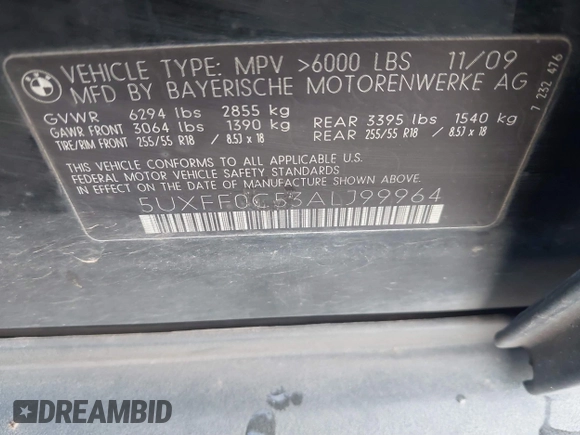 BMW
VEHICLE TYPE: MPV >6000 LBS 11/09
MFD BY BAYERISCHE MOTORENWERKE AG
GVWR 6294 lbs 2855 kg
GAWR FRONT 3064 lbs 1390 kg REAR 3395 lbs 1540 kg
TIRE/RIM FRONT 255/55 R18 / 8.5J x 18 REAR 255/55 R18 / 8.5J x 18
THIS VEHICLE CONFORMS TO ALL APPLICABLE U.S.
FEDERAL MOTOR VEHICLE SAFETY STANDARDS
IN EFFECT ON THE DATE OF MANUFACTURE SHOWN ABOVE.
5UXFF0C53ALJ99964
7 232 476
DREAMBID